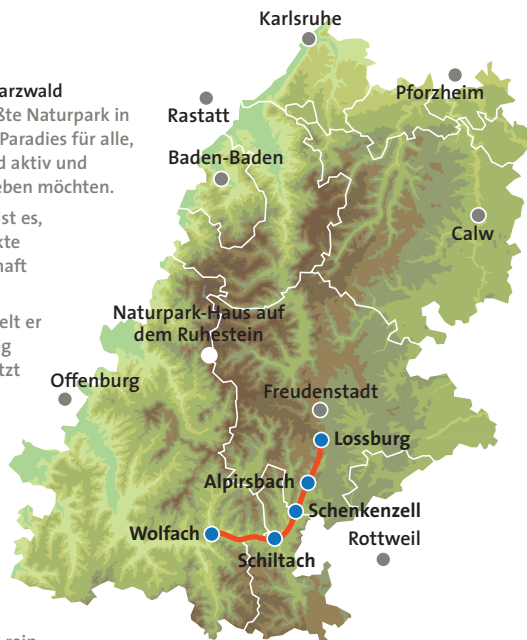 arzwald
ßte Naturpark in
Paradies für alle,
d aktiv und
eben möchten.
st es,
kte
haft
elt er
ig
tzt
Karlsruhe
Pforzheim
Rastatt
Baden-Baden
Calw
Naturpark-Haus auf
dem Ruhestein
Offenburg
Freudenstadt
Lossburg
Alpirsbach
Schenkenzell
Wolfach
Rottweil
Schiltach